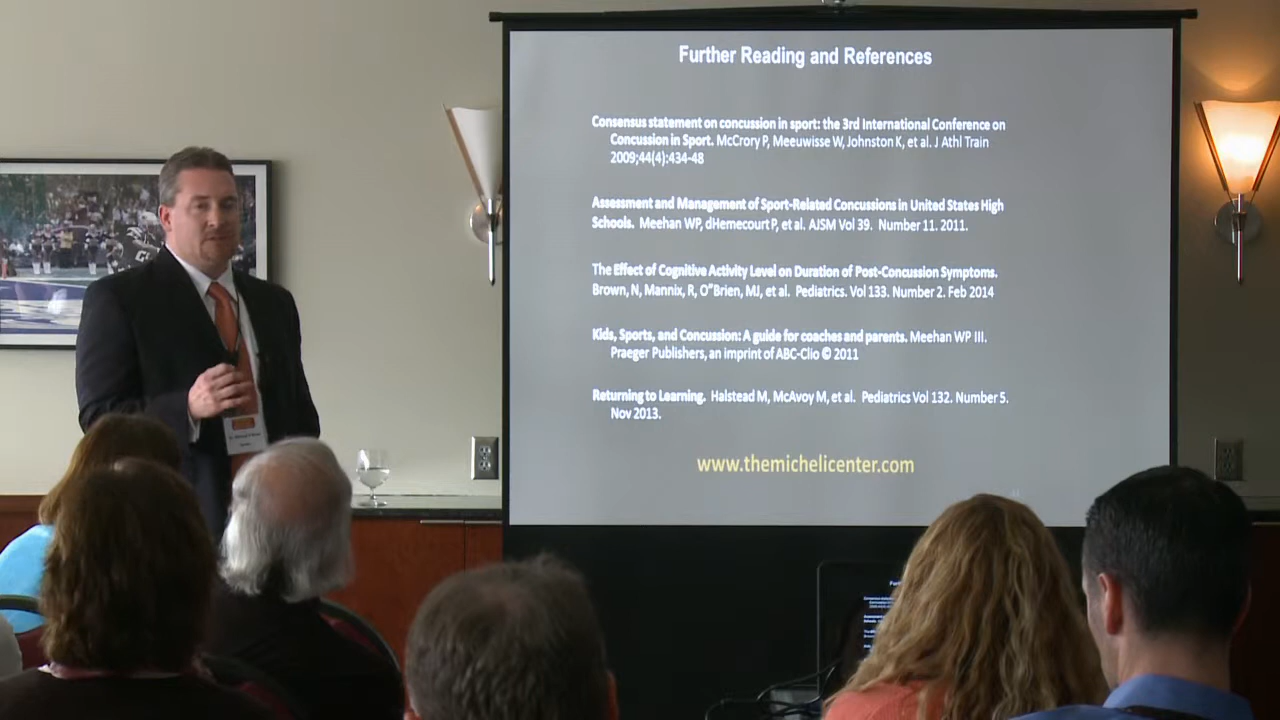 Further Reading and References
Consensus statement on concussion in sport: the 3rd International Conference on
Concussion in Sport. McCrory P, Meeuwisse W, Johnston K, et al. J Athl Train
2009;44(4):434-48
Assessment and Management of Sport-Related Concussions in United States High
Schools. Meehan WP, dHemecourt P, et al. AJSM Vol 39. Number 11. 2011.
The Effect of Cognitive Activity Level on Duration of Post-Concussion Symptoms.
Brown, N, Mannix, R, O"Brien, MJ, et al. Pediatrics. Vol 133. Number 2. Feb 2014
Kids, Sports, and Concussion: A guide for coaches and parents. Meehan WP III.
Praeger Publishers, an imprint of ABC-Clio © 2011
Returning to Learning. Halstead M, McAvoy M, et al. Pediatrics Vol 132. Number 5.
Nov 2013.
www.themichelicenter.com